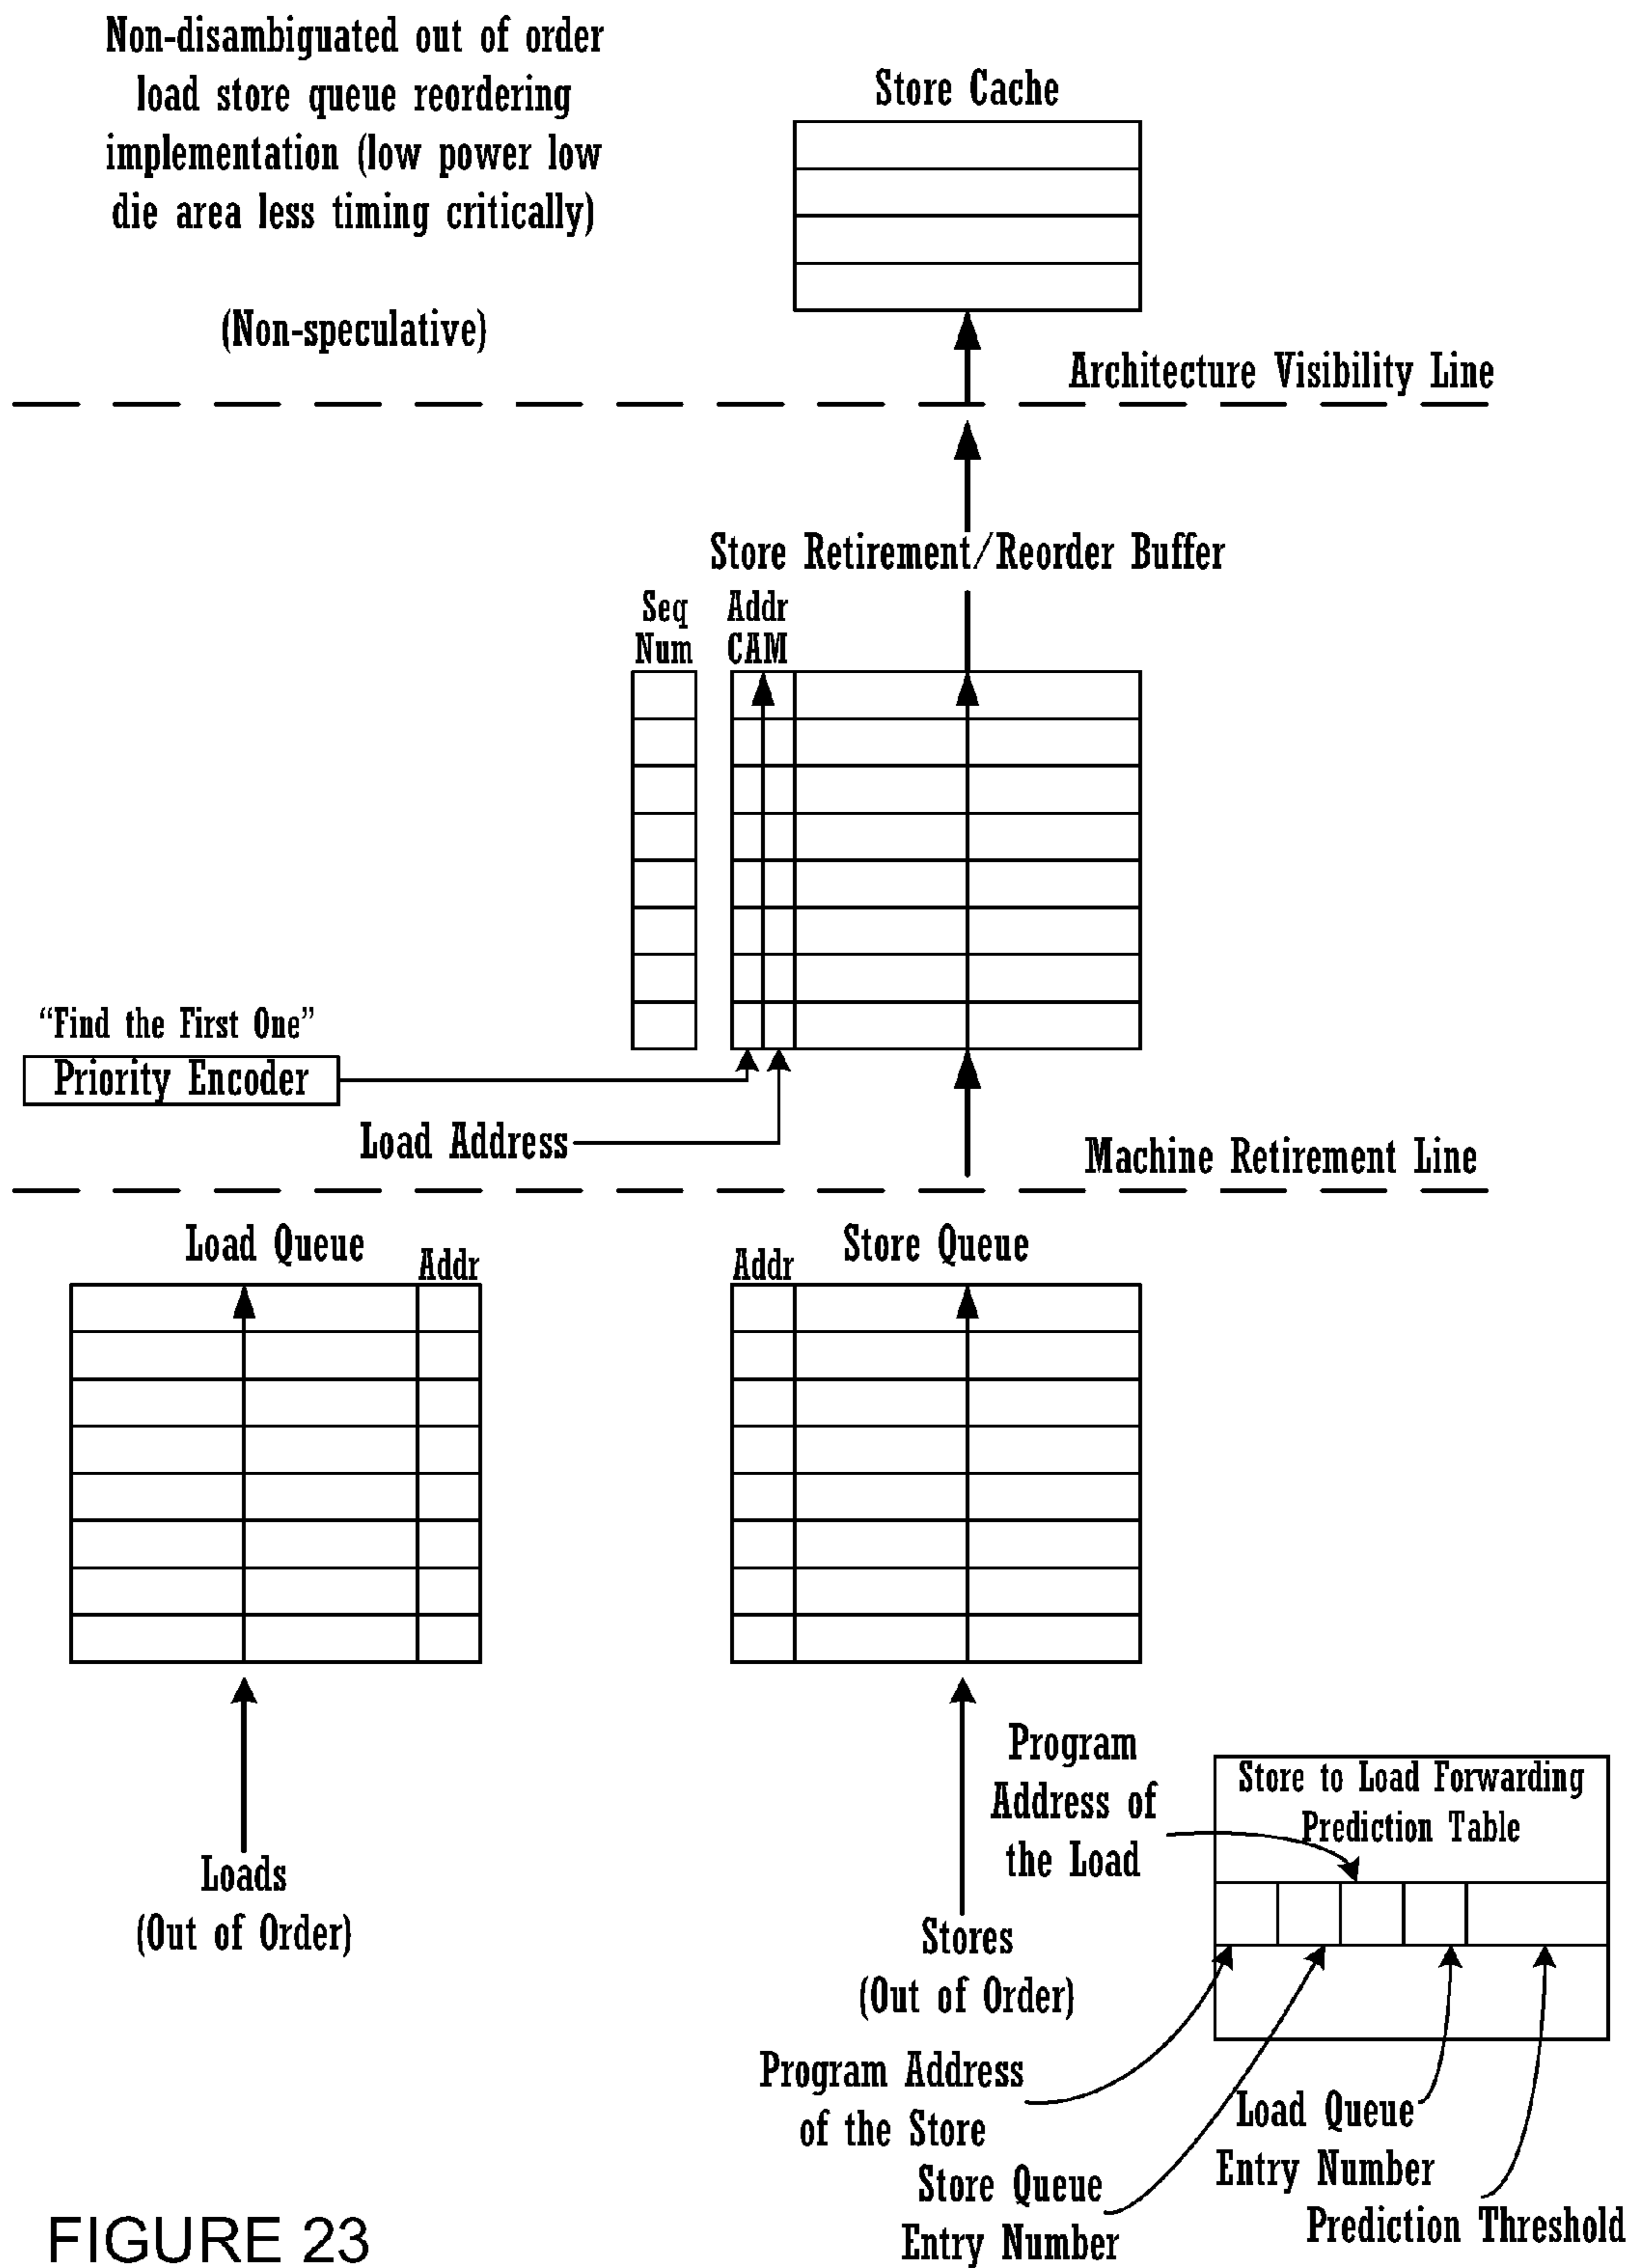 Non-disambiguated out of order
load store queue reordering
implementation (low power low
die area less timing critically)
(Non-speculative)
Store Cache
Architecture Visibility Line
Store Retirement/Reorder Buffer
Seq
Num
Addr
CAM
"Find the First One"
Priority Encoder
Load Address
Machine Retirement Line
Load Queue
Addr
Addr
Store Queue
Loads
(Out of Order)
Stores
(Out of Order)
Program
Address of
the Load
Store to Load Forwarding
Prediction Table
Program Address
of the Store
Store Queue
Entry Number
Load Queue
Entry Number
Prediction Threshold
FIGURE 23